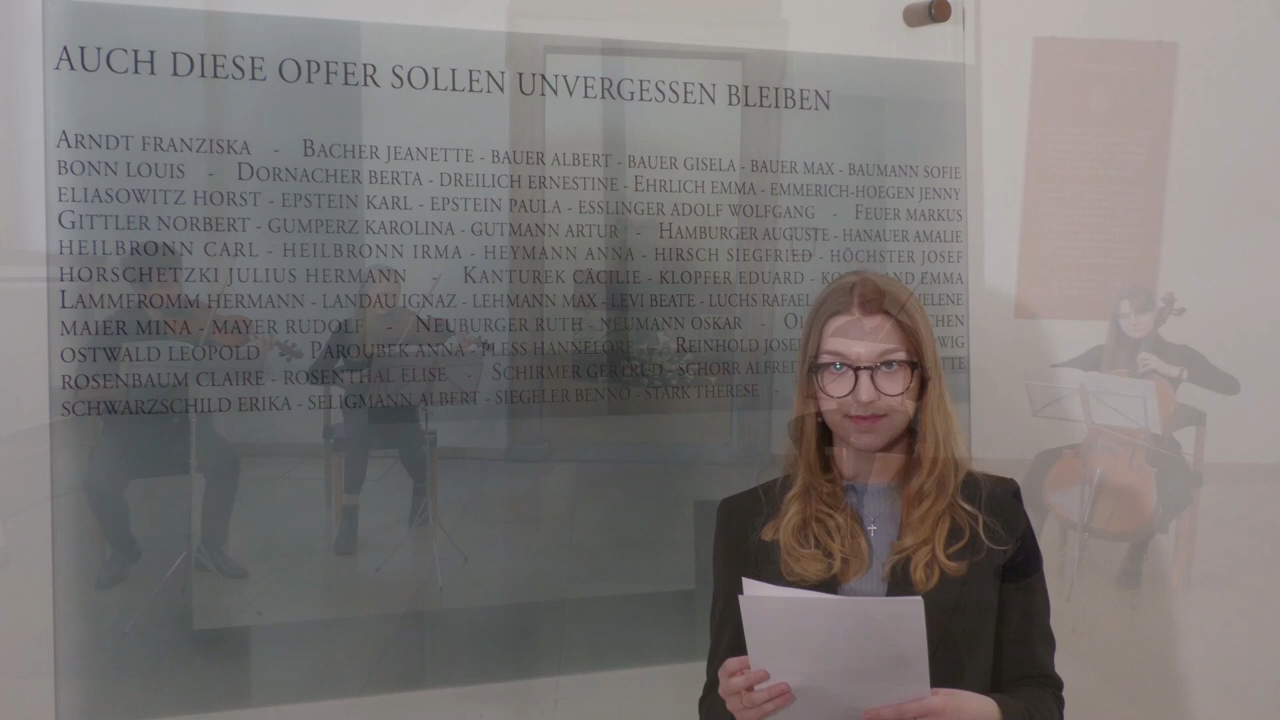 AUCH DIESE OPFER SOLLEN UNVERGESSEN BLEIBEN
ARNDT FRANZISKA - BACHER JEANETTE - BAUER ALBERT - BAUER GISELA - BAUER MAX - BAUMANN SOFIE
BONN LOUIS - DORNACHER BERTA - DREILICH ERNESTINE - EHRLICH EMMA - EMMERICH-HOEGEN JENNY
ELIASOWITZ HORST - EPSTEIN KARL - EPSTEIN PAULA - ESSLINGER ADOLF WOLFGANG - FEUER MARKUS
GITTLER NORBERT - GUMPERZ KAROLINA - GUTMANN ARTUR - HAMBURGER AUGUSTE - HANAUER AMALIE
HEILBRONN CARL - HEILBRONN IRMA - HEYMANN ANNA - HIRSCH SIEGFRIED - HÖCHSTER JOSEF
HORSCHETZKI JULIUS HERMANN - KANTUREK CÄCILIE - KLOPFER EDUARD - EMMA
LAMMFROMM HERMANN - LANDAU IGNAZ - LEHMANN MAX - LEVI BEATE - LUCHS RAFAEL
MAIER MINA - MAYER RUDOLF - NEUBURGER RUTH - NEUMANN OSKAR -
OSTWALD LEOPOLD - PAROUBEK ANNA - PLESS HANNELORE - REINHOLD
ROSENBAUM CLAIRE - ROSENTHAL ELISE - SCHIRMER GERTRUD - SCHORR ALFRED
SCHWARZSCHILD ERIKA - SELIGMANN ALBERT - SIEGELER BENNO - STARK THERESE -